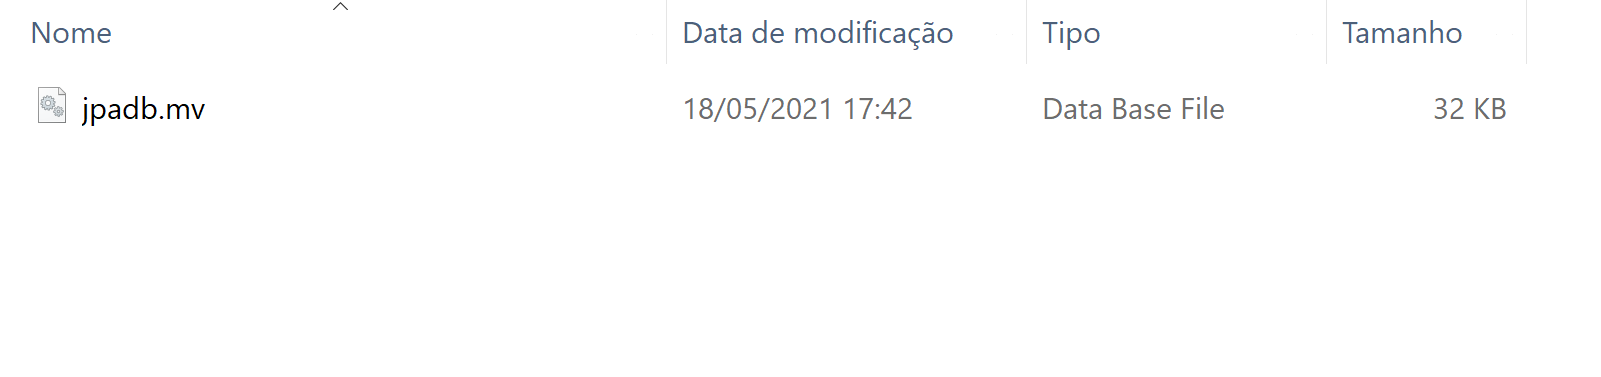 Nome Data de modificação Tipo Tamanho
jpadb.mv 18/05/2021 17:42 Data Base File 32 KB